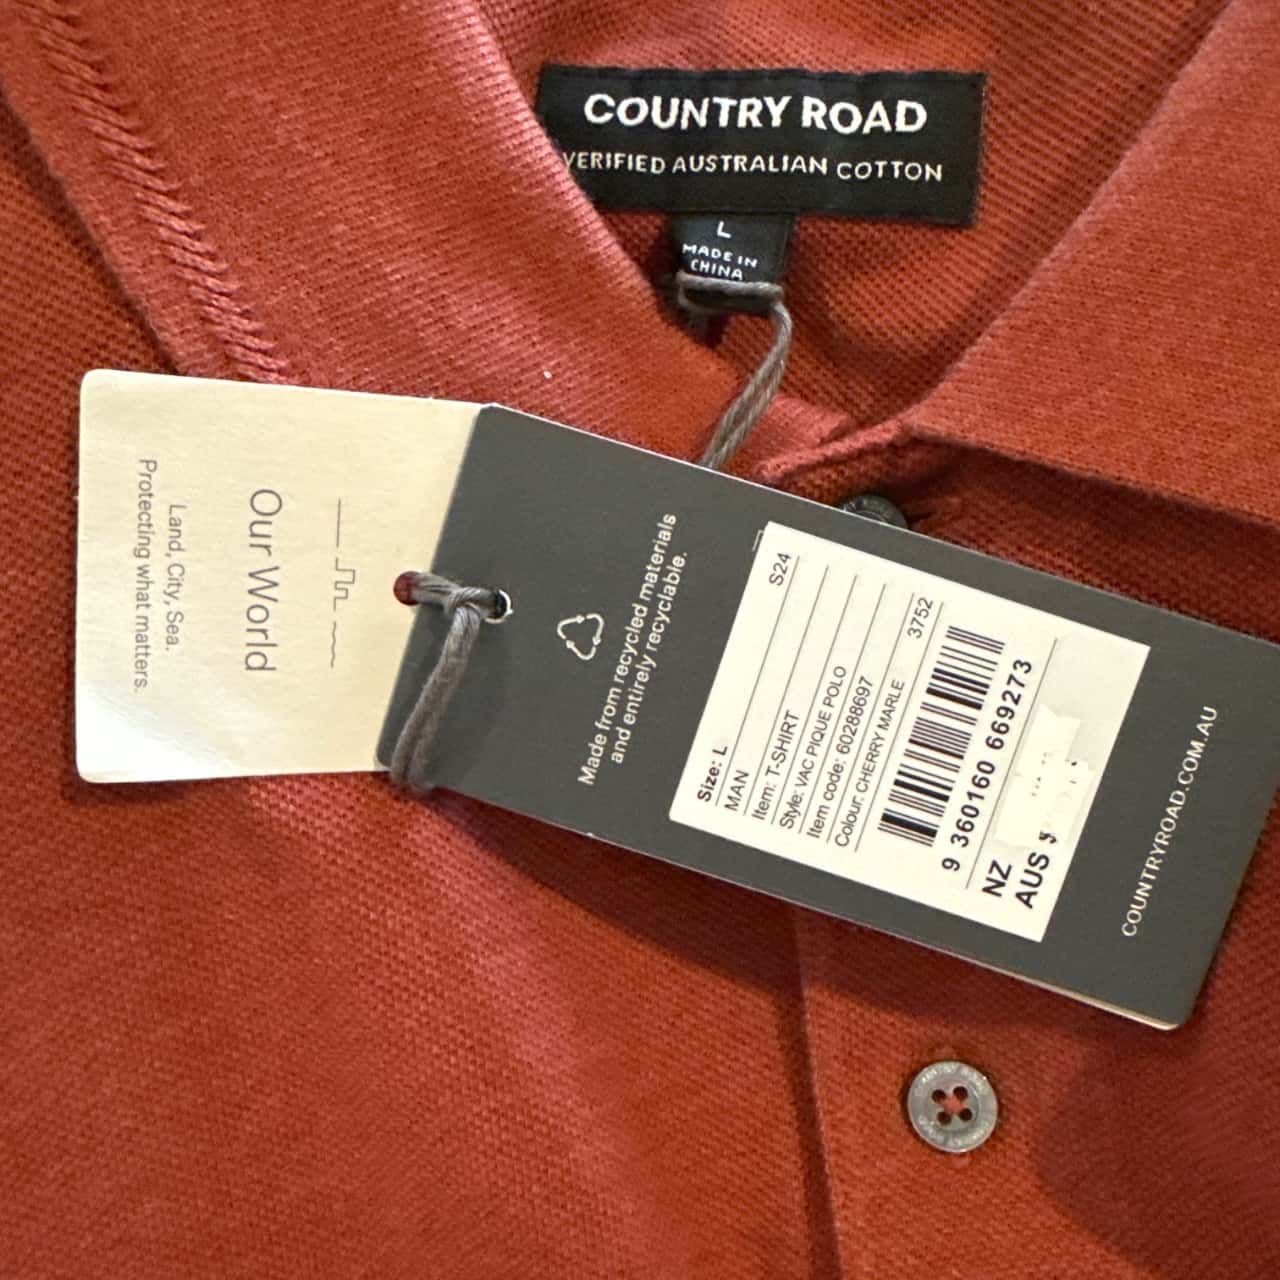 COUNTRY ROAD
VERIFIED AUSTRALIAN COTTON
L
MADE IN
CHINA
Our World
Land, City, Sea.
Protecting what matters.
Made from recycled materials
and entirely recyclable.
Size: L
MAN S24
Item: T-SHIRT
Style: VAC PIQUE POLO
Item code: 60288697
Colour: CHERRY MARLE 3752
9 360160 669273
NZ
AUS
COUNTRYROAD.COM.AU